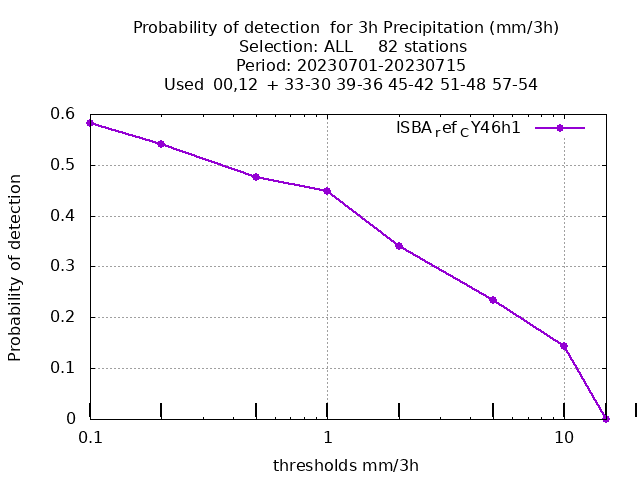 Probability of detection  for 3h Precipitation (mm/3h)
Selection: ALL     82 stations
Period: 20230701-20230715
Used  00,12  + 33-30 39-36 45-42 51-48 57-54
ISBAref CY46h1
0.6
0.5
0.4
0.3
0.2
0.1
0
Probability of detection
0.1 1 10
thresholds mm/3h